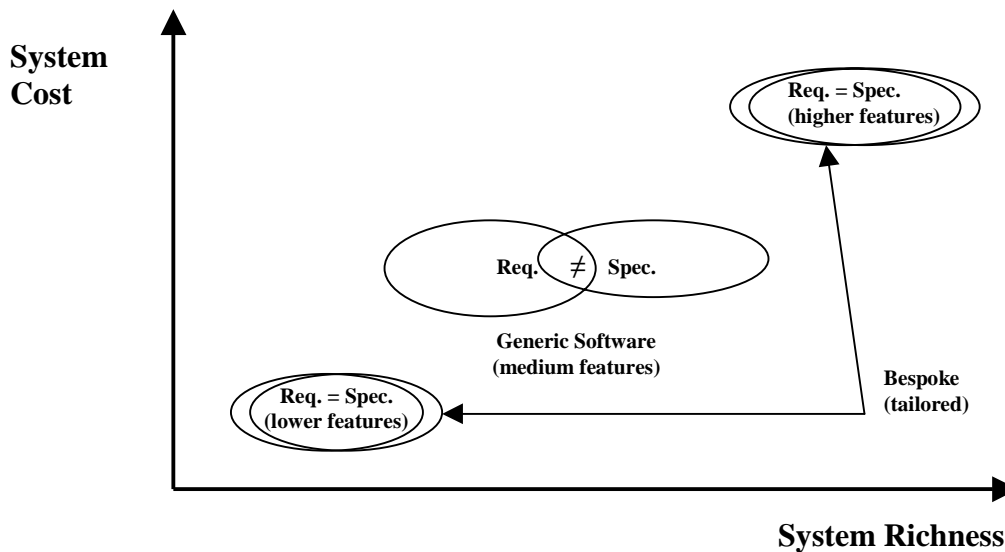 System
Cost
Req. = Spec.
(higher features)
Req. ≠ Spec.
Generic Software
(medium features)
Req. = Spec.
(lower features)
Bespoke
(tailored)
System Richness